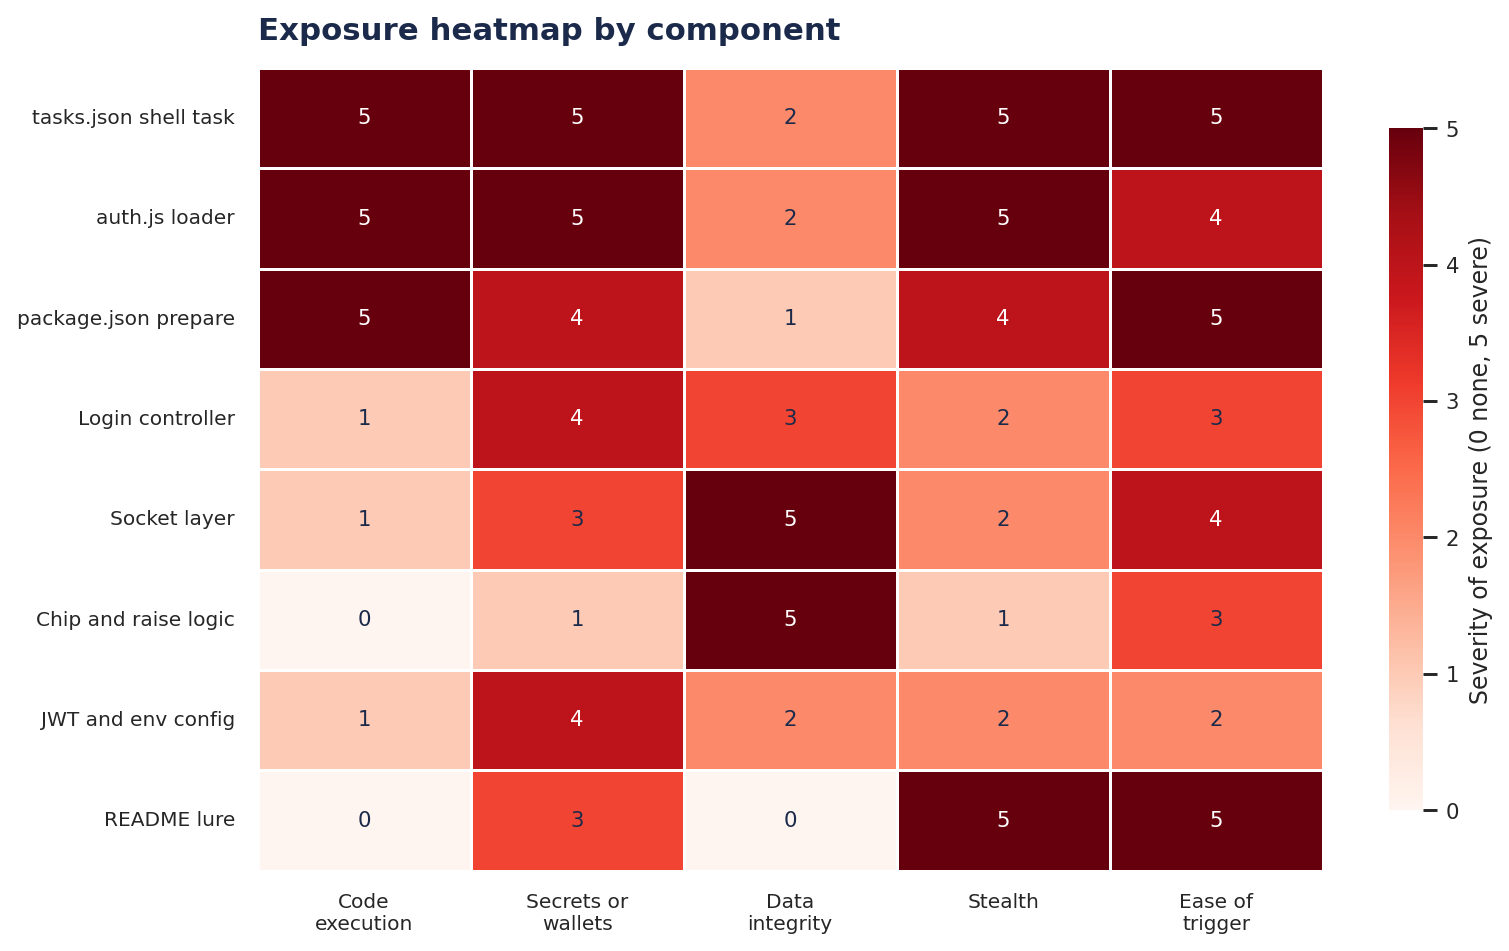 Exposure heatmap by component
tasks.json shell task 5 5 2 5 5
auth.js loader 5 5 2 5 4
package.json prepare 5 4 1 4 5
Login controller 1 4 3 2 3
Socket layer 1 3 5 2 4
Chip and raise logic 0 1 5 1 3
JWT and env config 1 4 2 2 2
README lure 0 3 0 5 5
Code execution
Secrets or wallets
Data integrity
Stealth
Ease of trigger
5
4
3
2
1
0
Severity of exposure (0 none, 5 severe)